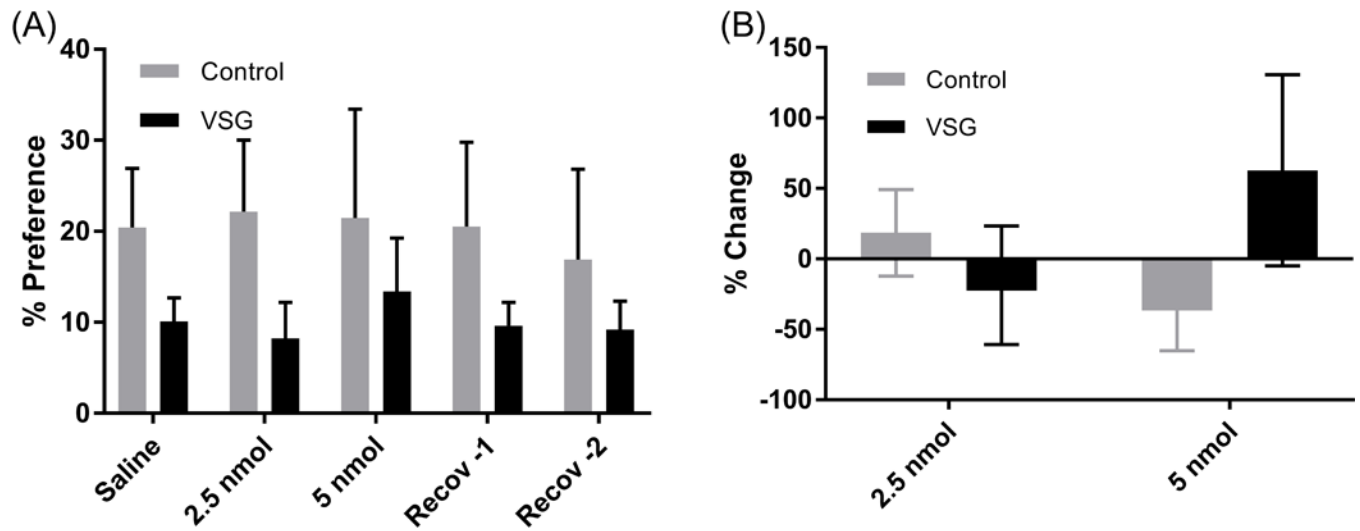 (A)
% Preference
40
30
20
10
0
Control
VSG
Saline
2.5 nmol
5 nmol
Recov -1
Recov -2
(B)
% Change
150
100
50
0
-50
-100
Control
VSG
2.5 nmol
5 nmol